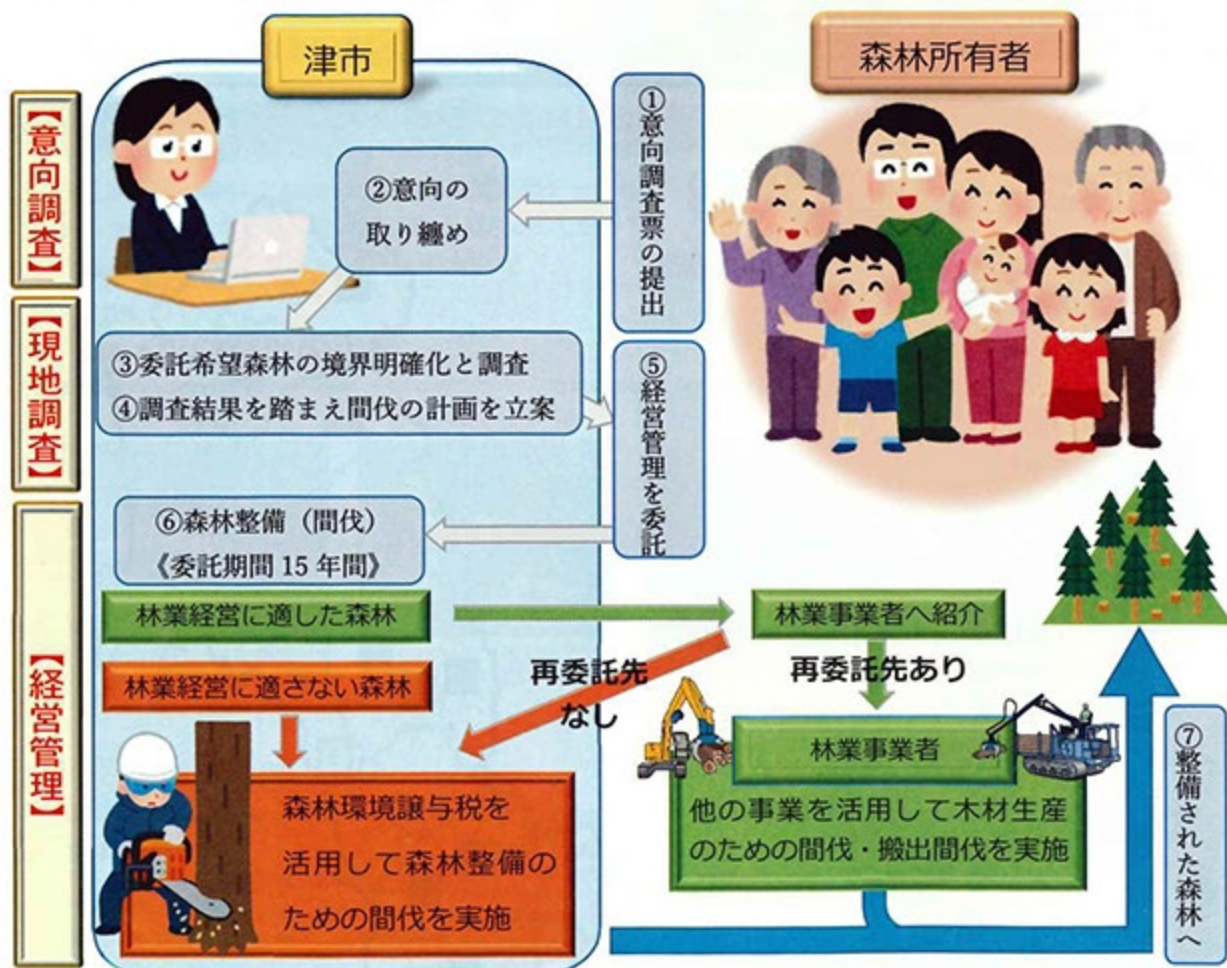 津市
森林所有者
【意向調査】
①意向調査票の提出
②意向の
取り纏め
【現地調査】
③委託希望森林の境界明確化と調査
④調査結果を踏まえ間伐の計画を立案
⑤経営管理を委託
【経営管理】
⑥森林整備（間伐）
《委託期間 15 年間》
林業経営に適した森林
林業事業者へ紹介
林業経営に適さない森林
再委託先
なし
再委託先あり
林業事業者
他の事業を活用して木材生産
のための間伐・搬出間伐を実施
森林環境譲与税を
活用して森林整備の
ための間伐を実施
⑦整備された森林へ